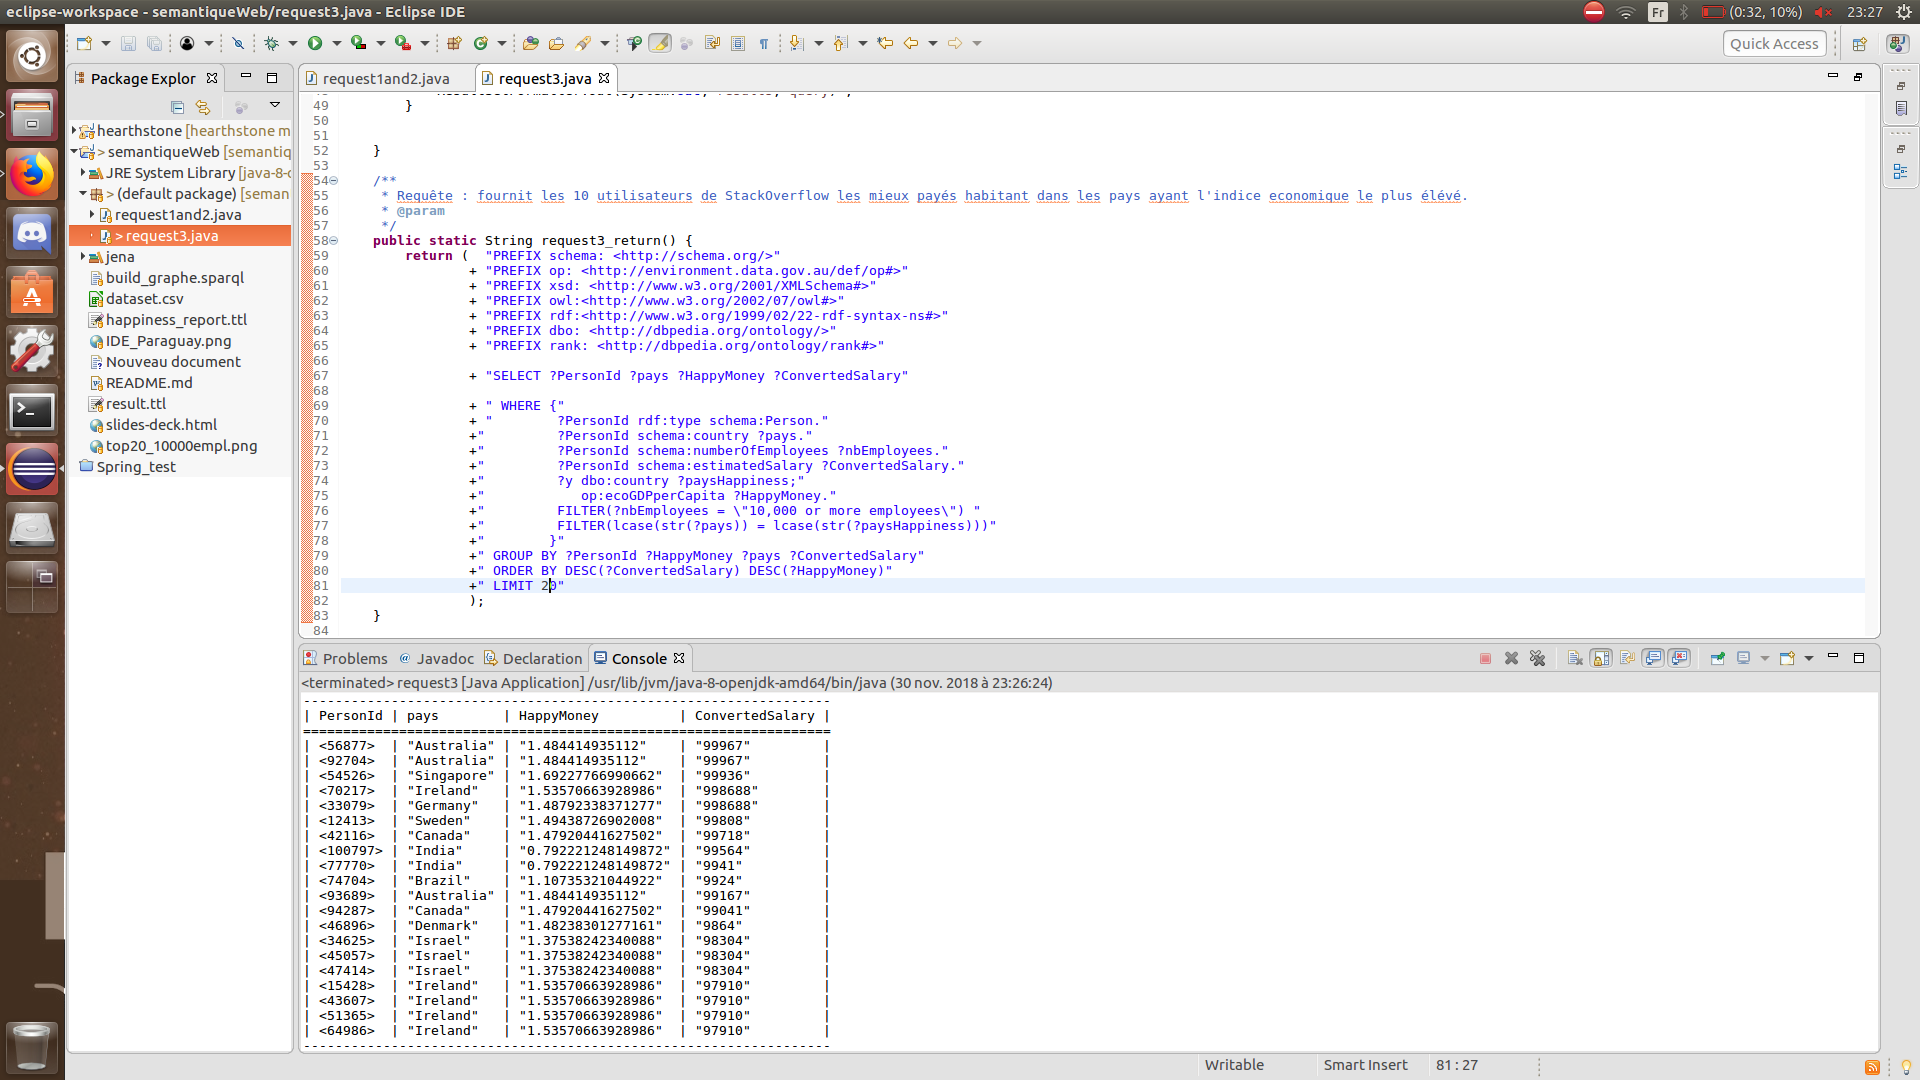 eclipse-workspace - semantiqueWeb/request3.java - Eclipse IDE
Fr
(0:32, 10%)
23:27
Quick Access
Package Explor
request1and2.java
request3.java
hearthstone [hearthstone m
> semantiqueWeb [semantiq
JRE System Library [java-8-o
> (default package) [seman
request1and2.java
> request3.java
jena
build_graphe.sparql
dataset.csv
happiness_report.ttl
IDE_Paraguay.png
Nouveau document
README.md
result.ttl
slides-deck.html
top20_10000empl.png
Spring_test
49 }
50
51
52 }
53
54 /**
55 * Requête : fournit les 10 utilisateurs de StackOverflow les mieux payés habitant dans les pays ayant l'indice economique le plus élévé.
56 * @param
57 */
58 public static String request3_return() {
59 return ( "PREFIX schema: <http://schema.org/>"
60 + "PREFIX op: <http://environment.data.gov.au/def/op#>"
61 + "PREFIX xsd: <http://www.w3.org/2001/XMLSchema#>"
62 + "PREFIX owl:<http://www.w3.org/2002/07/owl#>"
63 + "PREFIX rdf:<http://www.w3.org/1999/02/22-rdf-syntax-ns#>"
64 + "PREFIX dbo: <http://dbpedia.org/ontology/>"
65 + "PREFIX rank: <http://dbpedia.org/ontology/rank#>"
66
67 + "SELECT ?PersonId ?pays ?HappyMoney ?ConvertedSalary"
68
69 + " WHERE {"
70 + " ?PersonId rdf:type schema:Person."
71 +" ?PersonId schema:country ?pays."
72 +" ?PersonId schema:numberOfEmployees ?nbEmployees."
73 +" ?PersonId schema:estimatedSalary ?ConvertedSalary."
74 +" ?y dbo:country ?paysHappiness;"
75 +" op:ecoGDPperCapita ?HappyMoney."
76 +" FILTER(?nbEmployees = \"10,000 or more employees\") "
77 +" FILTER(lcase(str(?pays)) = lcase(str(?paysHappiness)))"
78 +" }"
79 +" GROUP BY ?PersonId ?HappyMoney ?pays ?ConvertedSalary"
80 +" ORDER BY DESC(?ConvertedSalary) DESC(?HappyMoney)"
81 +" LIMIT 20"
82 );
83 }
84
Problems @ Javadoc Declaration Console
<terminated> request3 [Java Application] /usr/lib/jvm/java-8-openjdk-amd64/bin/java (30 nov. 2018 à 23:26:24)
-----------------------------------------------------------------
| PersonId | pays | HappyMoney | ConvertedSalary |
=================================================================
| <56877> | "Australia" | "1.484414935112" | "99967" |
| <92704> | "Australia" | "1.484414935112" | "99967" |
| <54526> | "Singapore" | "1.69227766990662" | "99936" |
| <70217> | "Ireland" | "1.53570663928986" | "998688" |
| <33079> | "Germany" | "1.48792338371277" | "998688" |
| <12413> | "Sweden" | "1.49438726902008" | "99808" |
| <42116> | "Canada" | "1.47920441627502" | "99718" |
| <100797> | "India" | "0.792221248149872" | "99564" |
| <77770> | "India" | "0.792221248149872" | "9941" |
| <74704> | "Brazil" | "1.10735321044922" | "9924" |
| <93689> | "Australia" | "1.484414935112" | "99167" |
| <94287> | "Canada" | "1.47920441627502" | "99041" |
| <46896> | "Denmark" | "1.48238301277161" | "9864" |
| <34625> | "Israel" | "1.37538242340088" | "98304" |
| <45057> | "Israel" | "1.37538242340088" | "98304" |
| <47414> | "Israel" | "1.37538242340088" | "98304" |
| <15428> | "Ireland" | "1.53570663928986" | "97910" |
| <43607> | "Ireland" | "1.53570663928986" | "97910" |
| <51365> | "Ireland" | "1.53570663928986" | "97910" |
| <64986> | "Ireland" | "1.53570663928986" | "97910" |
-----------------------------------------------------------------
Writable
Smart Insert
81 : 27